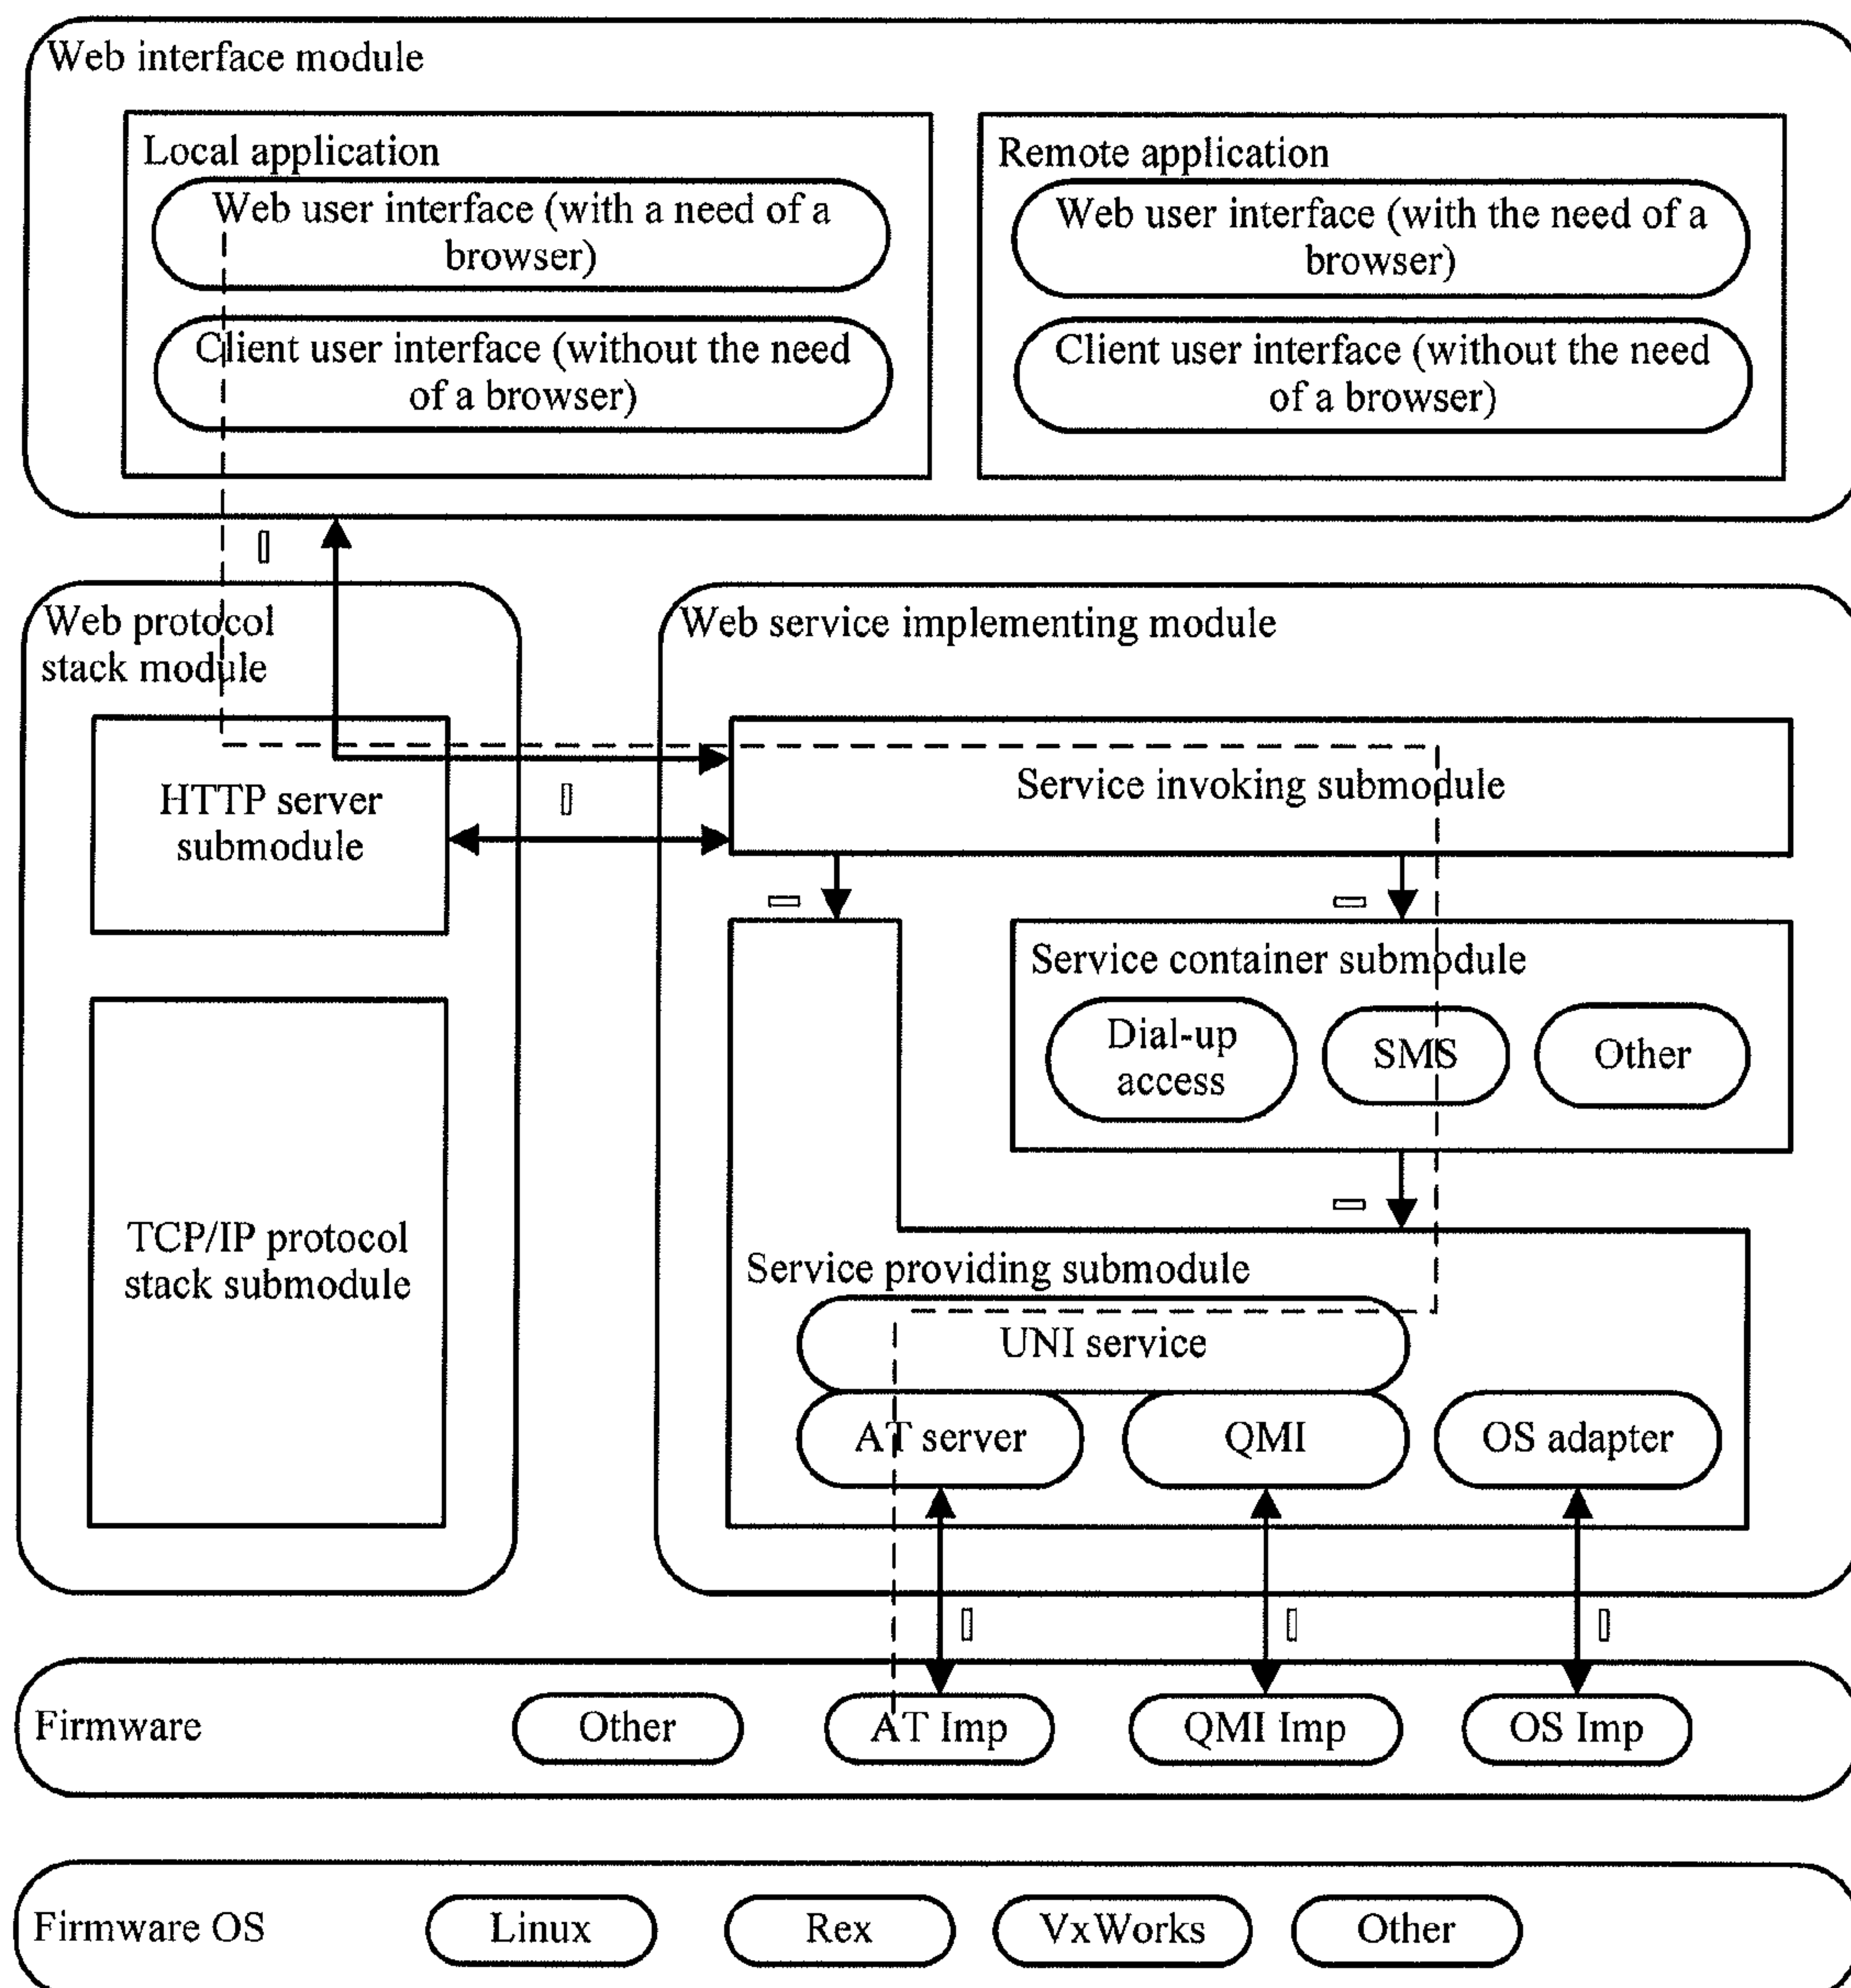 Web interface module
Local application
Web user interface (with a need of a
browser)
Client user interface (without the need
of a browser)
Remote application
Web user interface (with the need of a
browser)
Client user interface (without the need
of a browser)
Web protocol
stack module
HTTP server
submodule
TCP/IP protocol
stack submodule
Web service implementing module
Service invoking submodule
Service container submodule
Dial-up
access
SMS
Other
Service providing submodule
UNI service
AT server
QMI
OS adapter
Firmware
Other
AT Imp
QMI Imp
OS Imp
Firmware OS
Linux
Rex
VxWorks
Other